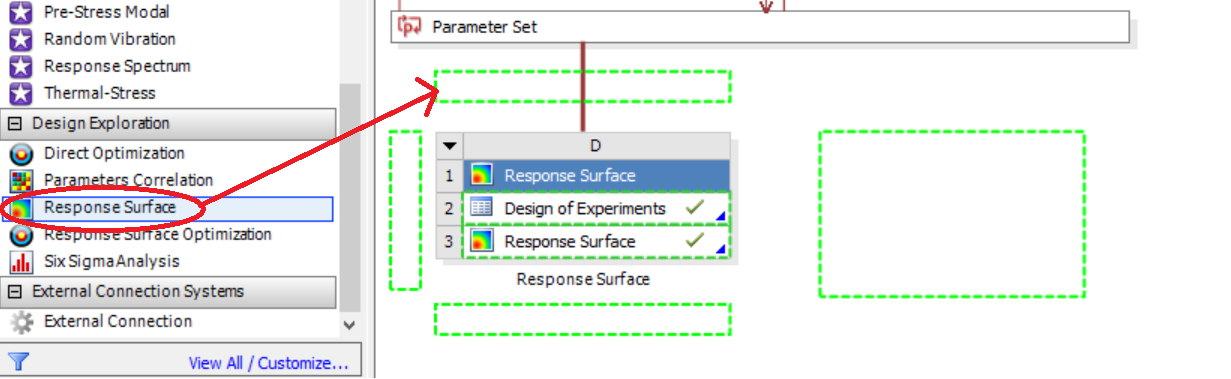 Pre-Stress Modal
Random Vibration
Response Spectrum
Thermal-Stress
Design Exploration
Direct Optimization
Parameters Correlation
Response Surface
Response Surface Optimization
Six Sigma Analysis
External Connection Systems
External Connection
View All / Customize...
Parameter Set
D
1 Response Surface
2 Design of Experiments
3 Response Surface
Response Surface